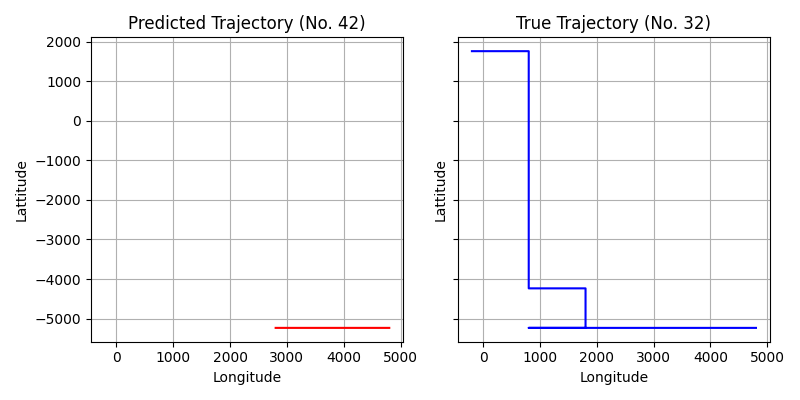 Predicted Trajectory (No. 42)
True Trajectory (No. 32)
2000
1000
0
−1000
−2000
−3000
−4000
−5000
Lattitude
Lattitude
0 1000 2000 3000 4000 5000
0 1000 2000 3000 4000 5000
Longitude
Longitude